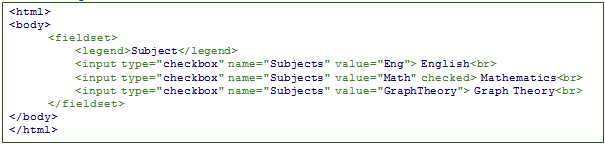 <html>
<body>
<fieldset>
<legend>Subject</legend>
<input type="checkbox" name="Subjects" value="Eng"> English<br>
<input type="checkbox" name="Subjects" value="Math" checked> Mathematics<br>
<input type="checkbox" name="Subjects" value="GraphTheory"> Graph Theory<br>
</fieldset>
</body>
</html>